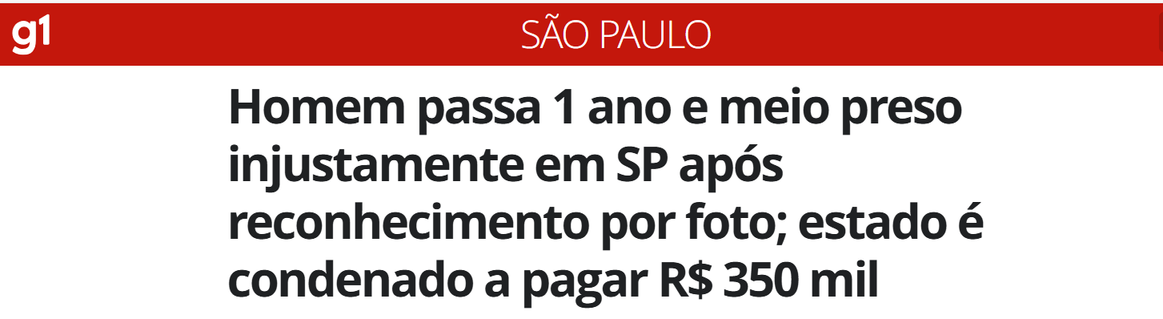 g1
SÃO PAULO
Homem passa 1 ano e meio preso
injustamente em SP após
reconhecimento por foto; estado é
condenado a pagar R$ 350 mil